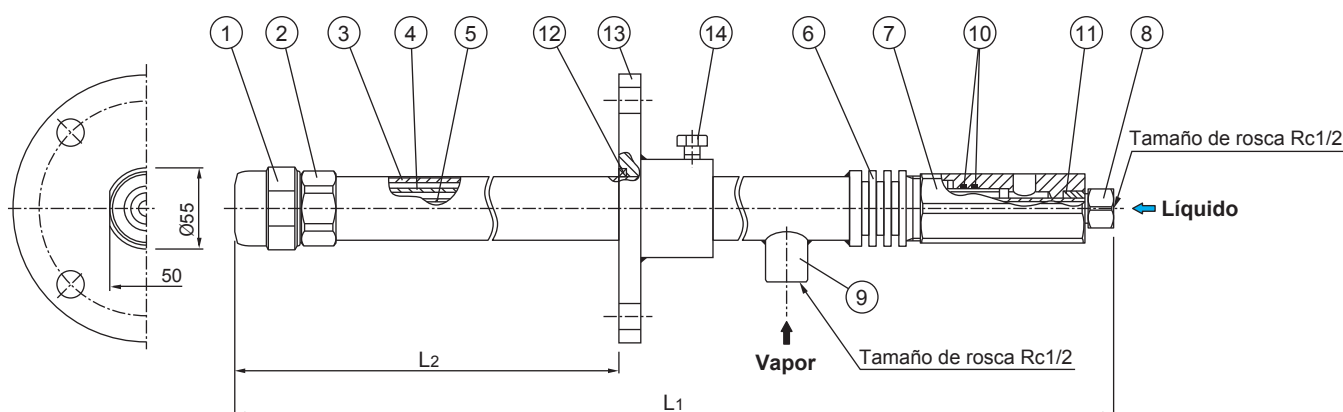 1 2 3 4 5 12 13 14 6 7 10 11 8
Tamaño de rosca Rc1/2
Líquido
Ø55
50
9
L2
Vapor
Tamaño de rosca Rc1/2
L1